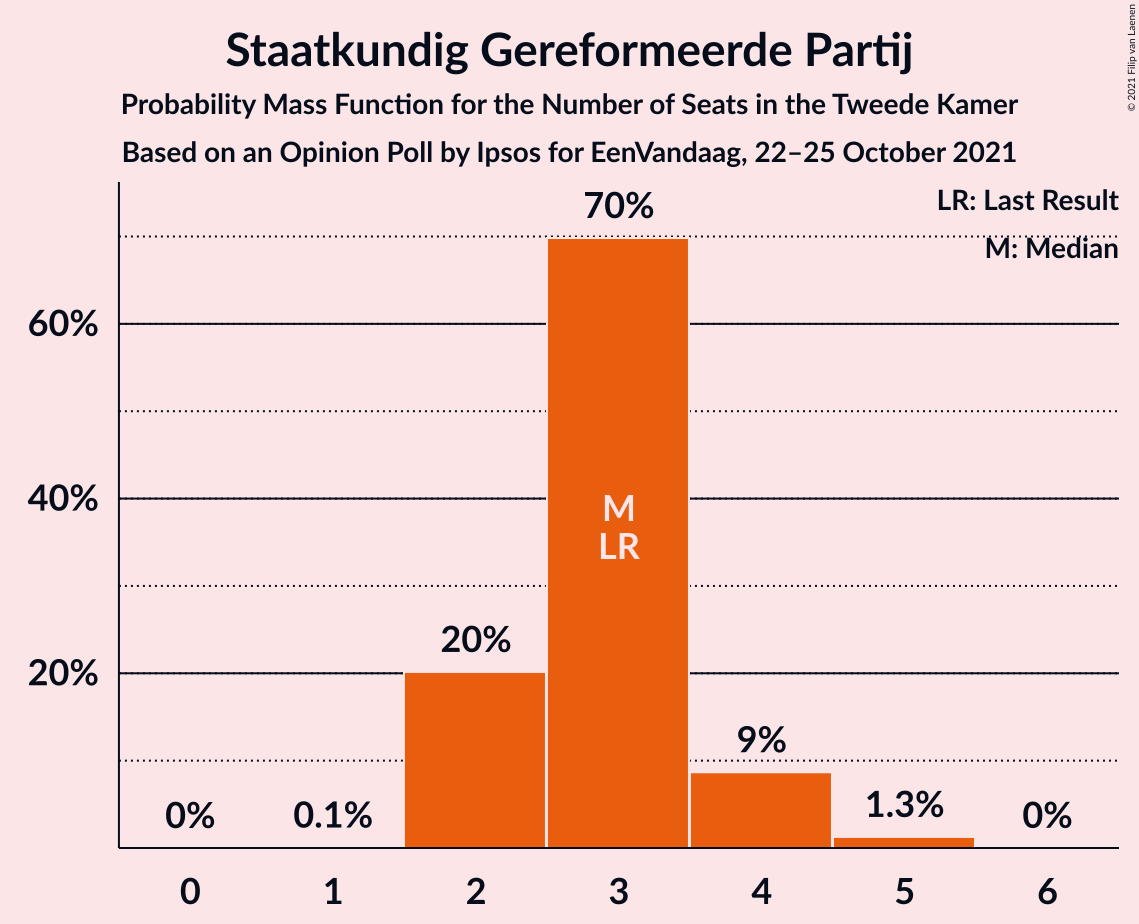 Staatkundig Gereformeerde Partij
Probability Mass Function for the Number of Seats in the Tweede Kamer
Based on an Opinion Poll by Ipsos for EenVandaag, 22–25 October 2021
© 2021 Filip van Laenen
LR: Last Result
M: Median
70%
60%
40%
M
LR
20%
20%
9%
0%
0.1%
1.3%
0%
0 1 2 3 4 5 6